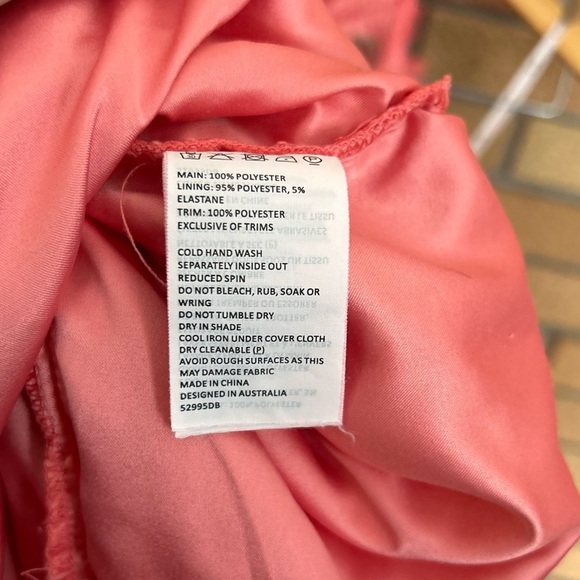 MAIN: 100% POLYESTER
LINING: 95% POLYESTER, 5%
ELASTANE
TRIM: 100% POLYESTER
EXCLUSIVE OF TRIMS
COLD HAND WASH
SEPARATELY INSIDE OUT
REDUCED SPIN
DO NOT BLEACH, RUB, SOAK OR
WRING
DO NOT TUMBLE DRY
DRY IN SHADE
COOL IRON UNDER COVER CLOTH
DRY CLEANABLE (P)
AVOID ROUGH SURFACES AS THIS
MAY DAMAGE FABRIC
MADE IN CHINA
DESIGNED IN AUSTRALIA
52995DB